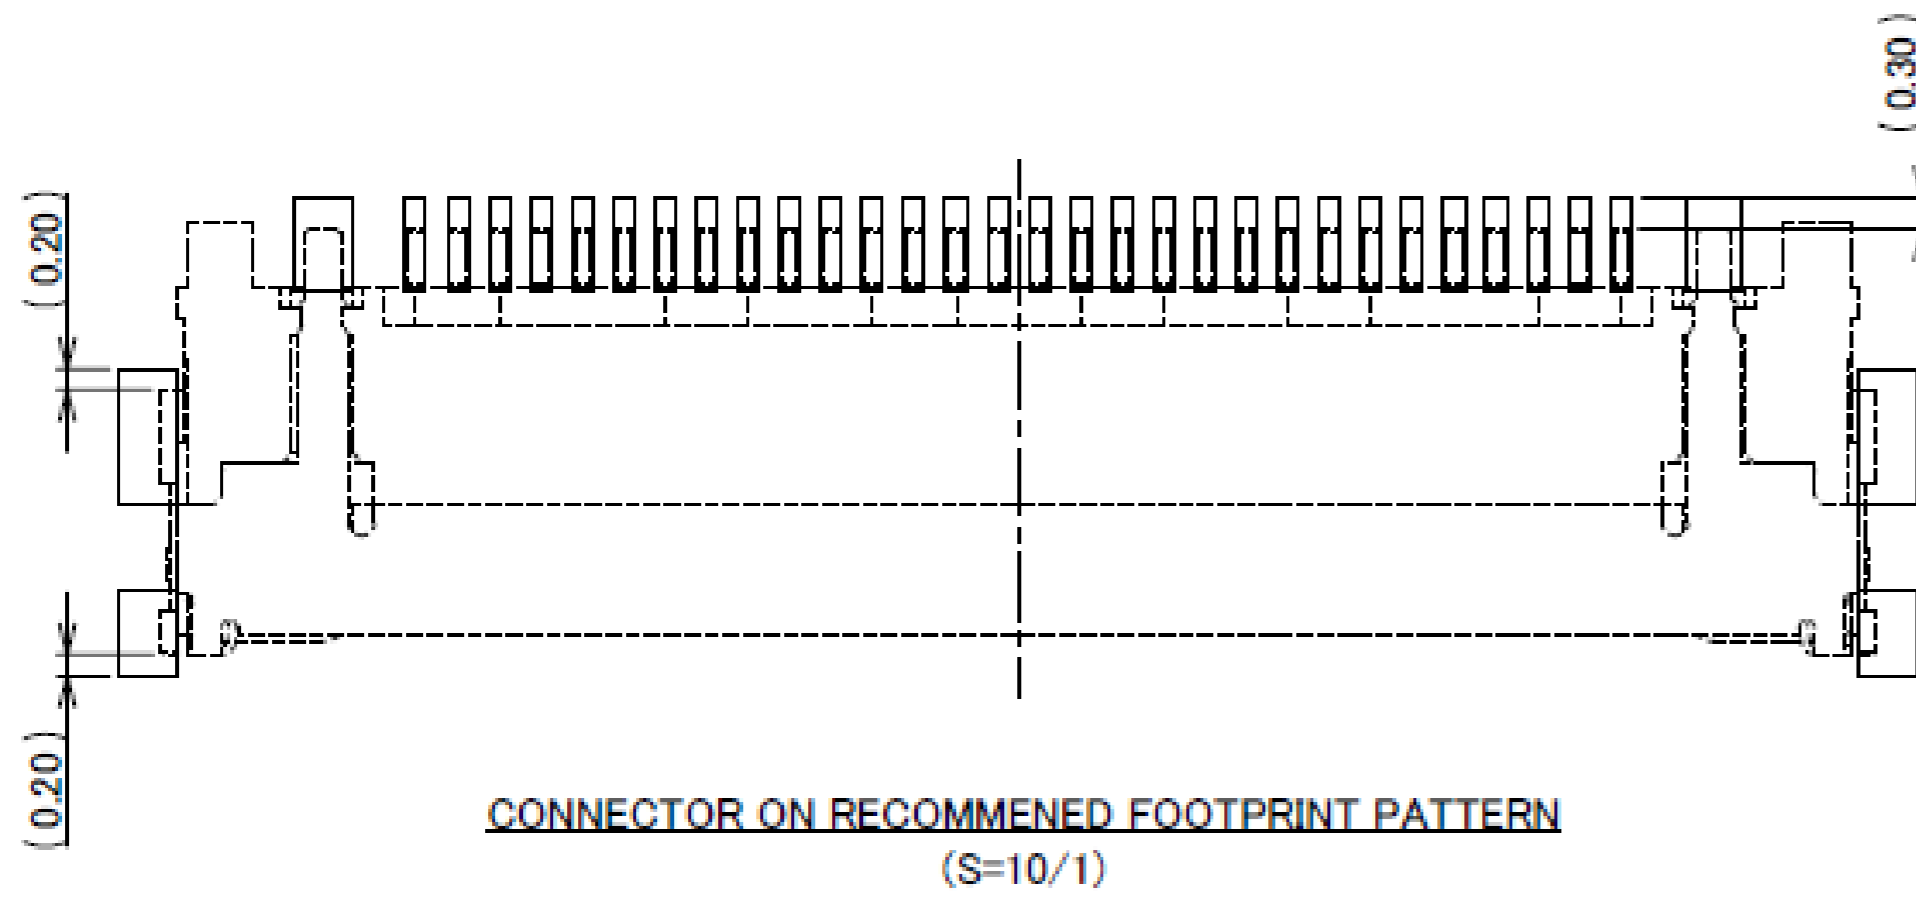 ( 0.30 )
( 0.20 )
( 0.20 )
CONNECTOR ON RECOMMENED FOOTPRINT PATTERN
(S=10/1)